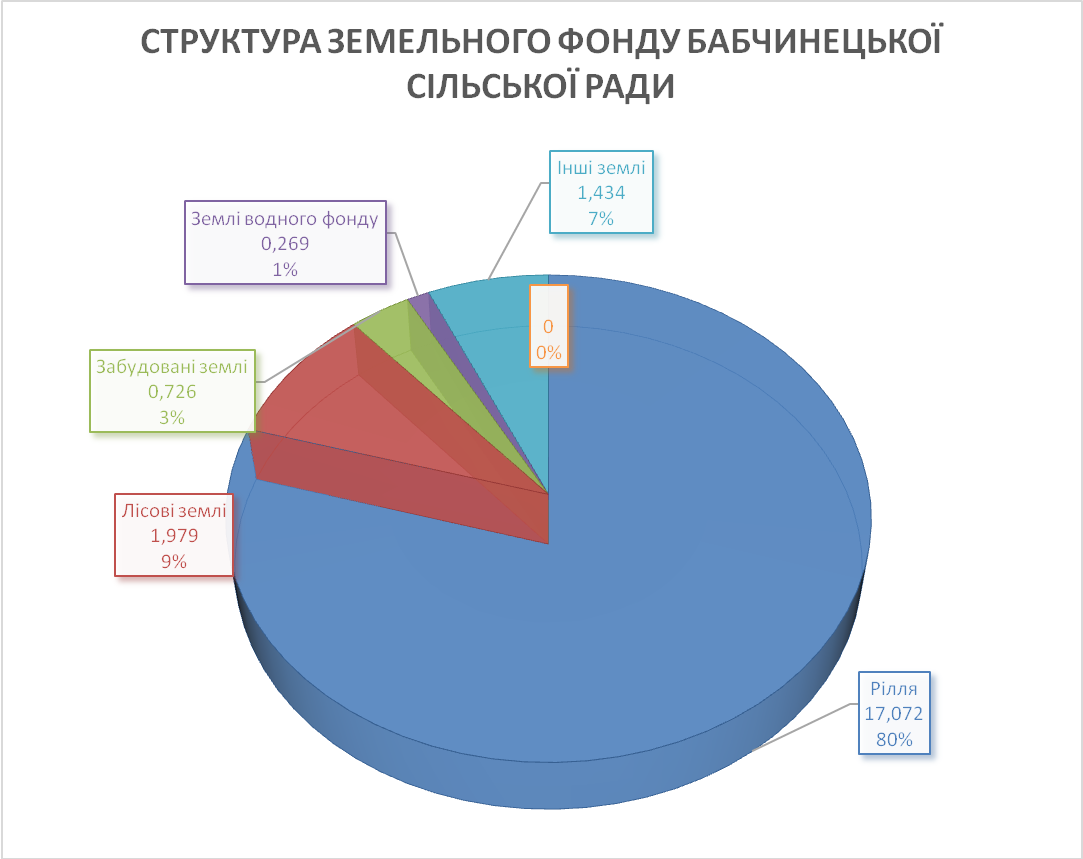 СТРУКТУРА ЗЕМЕЛЬНОГО ФОНДУ БАБЧИНЕЦЬКОЇ
СІЛЬСЬКОЇ РАДИ
Інші землі
1,434
7%
Землі водного фонду
0,269
1%
0
0%
Забудовані землі
0,726
3%
Лісові землі
1,979
9%
Рілля
17,072
80%